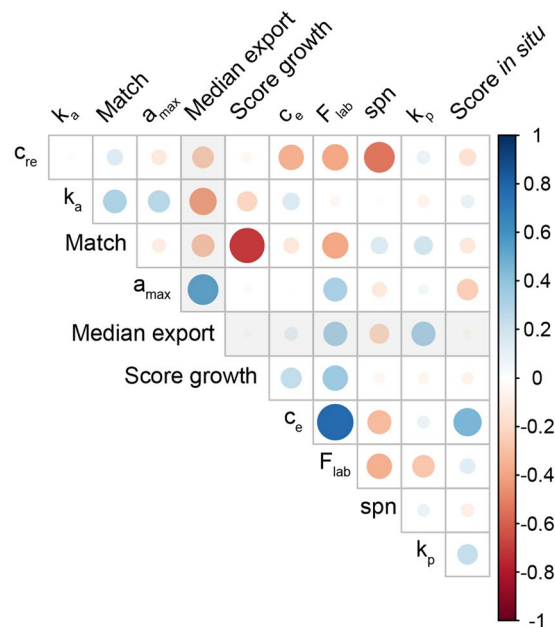 k a
Match
a max
Median export
Score growth
c e
F lab
spn
k p
Score in situ
c re
k a
Match
a max
Median export
Score growth
c e
F lab
spn
k p
1
0.8
0.6
0.4
0.2
0
-0.2
-0.4
-0.6
-0.8
-1